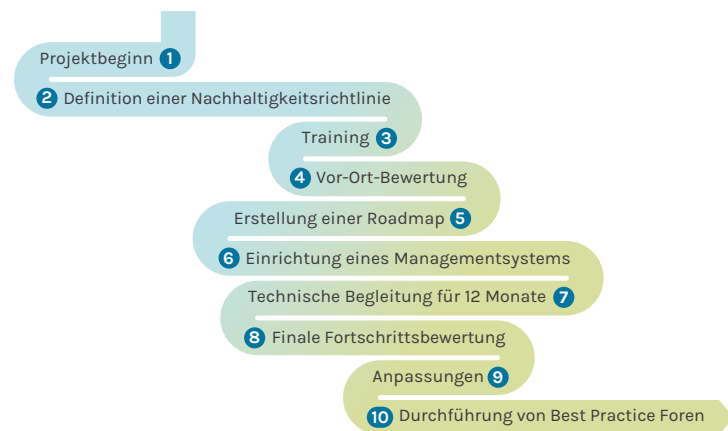 Projektbeginn 1
2 Definition einer Nachhaltigkeitsrichtlinie
Training 3
4 Vor-Ort-Bewertung
Erstellung einer Roadmap 5
6 Einrichtung eines Managementsystems
Technische Begleitung für 12 Monate 7
8 Finale Fortschrittsbewertung
Anpassungen 9
10 Durchführung von Best Practice Foren